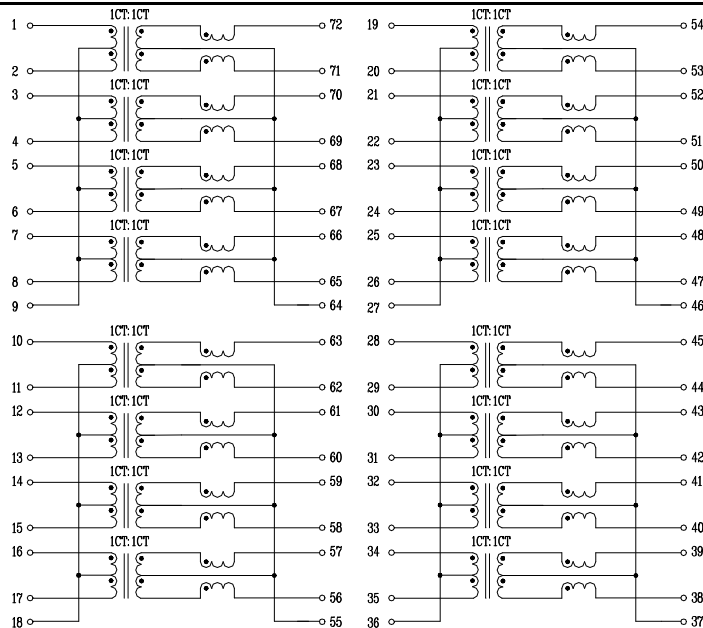 1CT:1CT 1CT:1CT
1 72 19 54
2 71 20 53
1CT:1CT 1CT:1CT
3 70 21 52
4 69 22 51
1CT:1CT 1CT:1CT
5 68 23 50
6 67 24 49
1CT:1CT 1CT:1CT
7 66 25 48
8 65 26 47
9 64 27 46
1CT:1CT 1CT:1CT
10 63 28 45
11 62 29 44
1CT:1CT 1CT:1CT
12 61 30 43
13 60 31 42
1CT:1CT 1CT:1CT
14 59 32 41
15 58 33 40
1CT:1CT 1CT:1CT
16 57 34 39
17 56 35 38
18 55 36 37